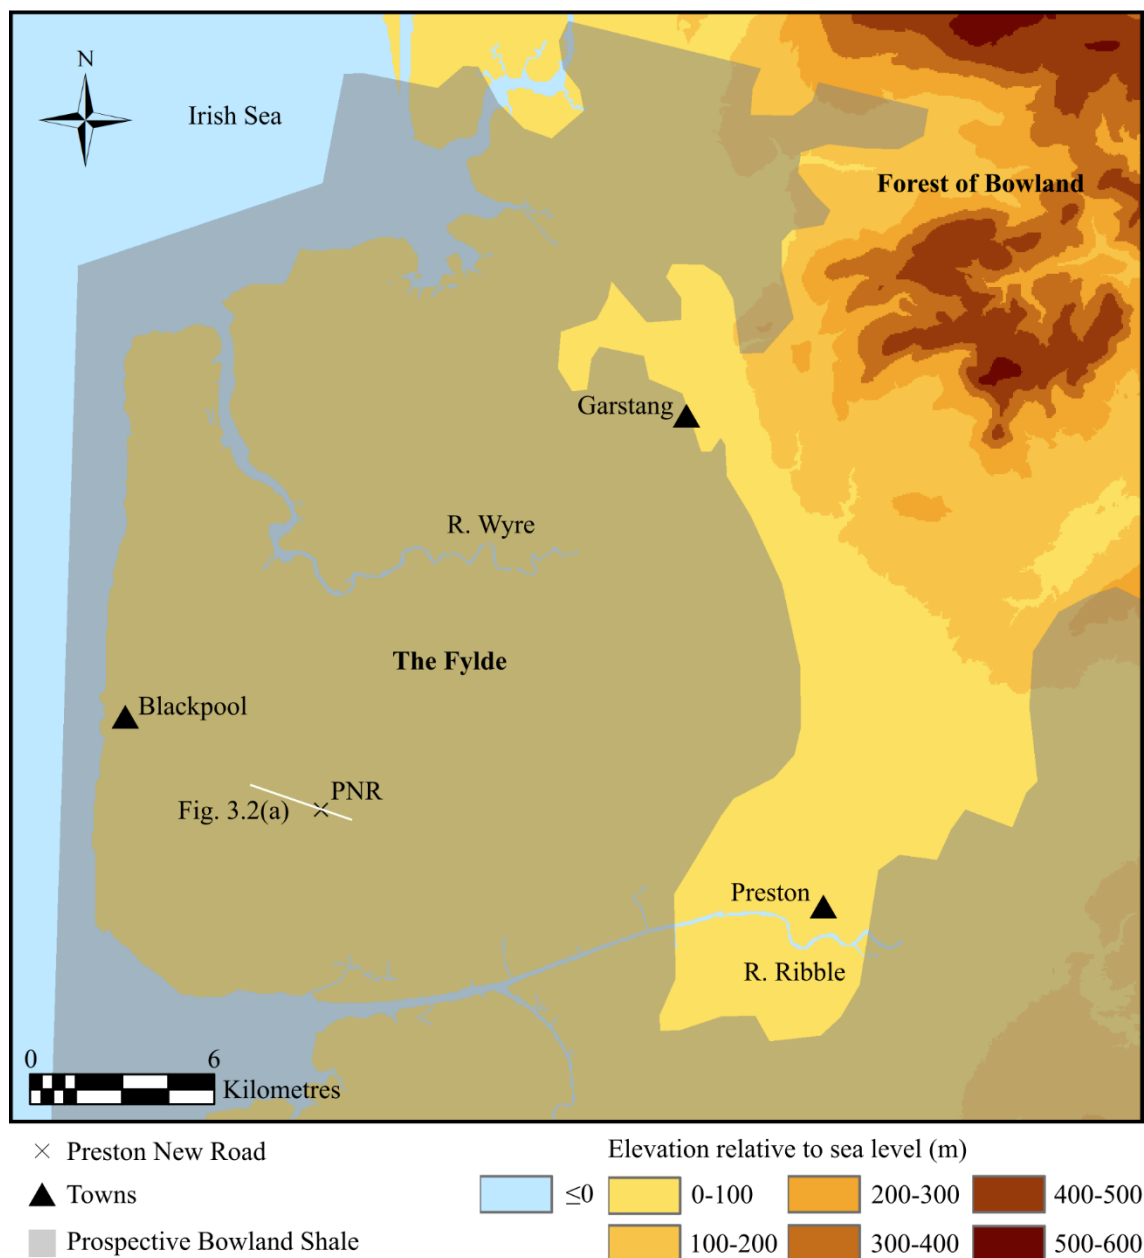 N
Irish Sea
Forest of Bowland
Garstang
R. Wyre
The Fylde
Blackpool
PNR
Fig. 3.2(a)
Preston
R. Ribble
0 6
Kilometres
Preston New Road
Towns
Prospective Bowland Shale
Elevation relative to sea level (m)
≤0 0-100 200-300 400-500
100-200 300-400 500-600